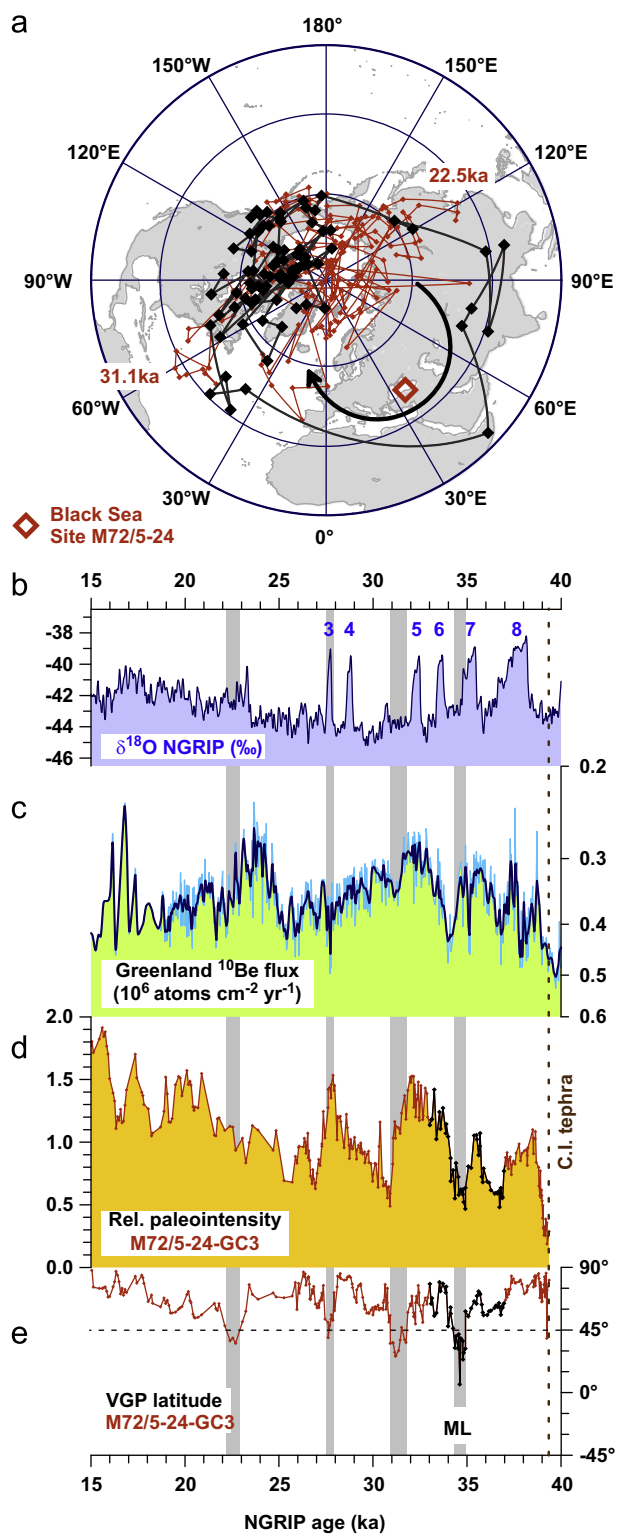 a
180°
150°W
150°E
120°W
120°E
22.5ka
90°W
90°E
31.1ka
60°W
60°E
30°W
30°E
0°
Black Sea
Site M72/5-24
b
15 20 25 30 35 40
-38
-40
-42
-44
-46
3 4 5 6 7 8
δ18O NGRIP (‰)
c
0.2
0.3
0.4
0.5
0.6
Greenland 10Be flux
(10⁶ atoms cm⁻² yr⁻¹)
d
2.0
1.5
1.0
0.5
0.0
C.I. tephra
Rel. paleointensity
M72/5-24-GC3
e
90°
45°
0°
-45°
VGP latitude
M72/5-24-GC3
ML
15 20 25 30 35 40
NGRIP age (ka)